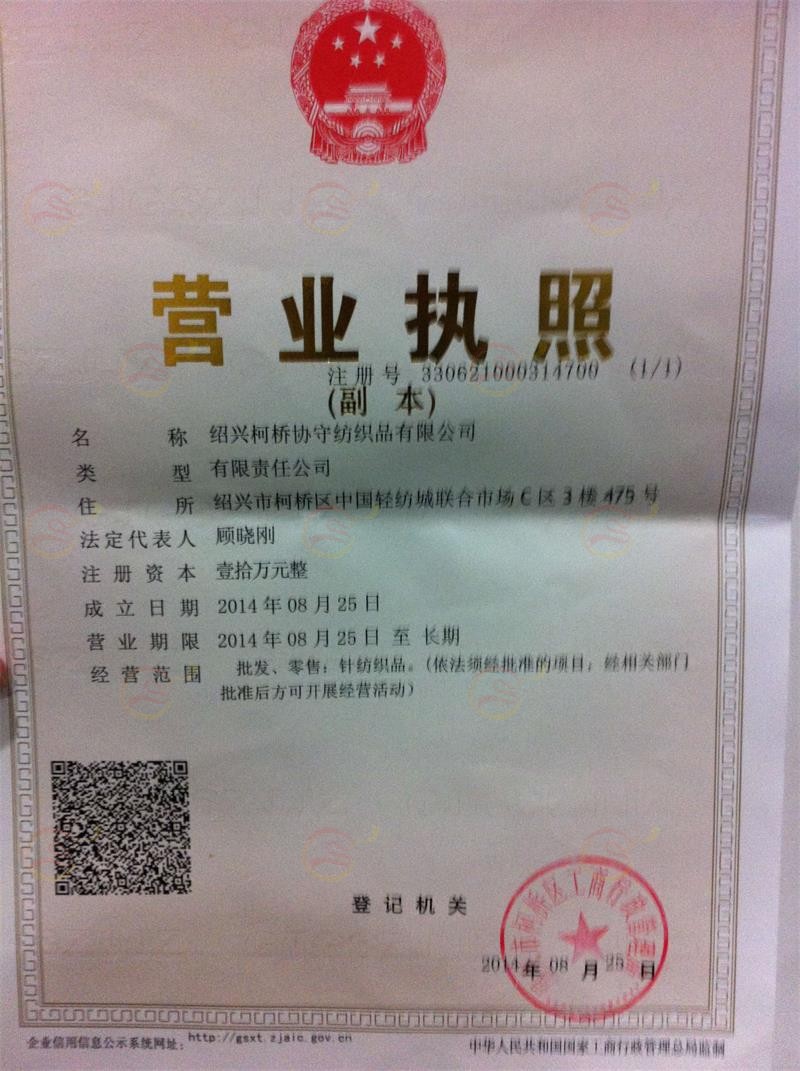 营业执照
注册号 330621000314700 (1/1)
(副 本)
名称 绍兴柯桥协守纺织品有限公司
类型 有限责任公司
住所 绍兴市柯桥区中国轻纺城联合市场C区3楼475号
法定代表人 顾晓刚
注册资本 壹拾万元整
成立日期 2014年08月25日
营业期限 2014年08月25日至长期
经营范围 批发、零售：针纺织品。(依法须经批准的项目，经相关部门
批准后方可开展经营活动)
登记机关
2014年08月25日
企业信用信息公示系统网址：http://gsxt.zjaic.gov.cn
中华人民共和国国家工商行政管理总局监制